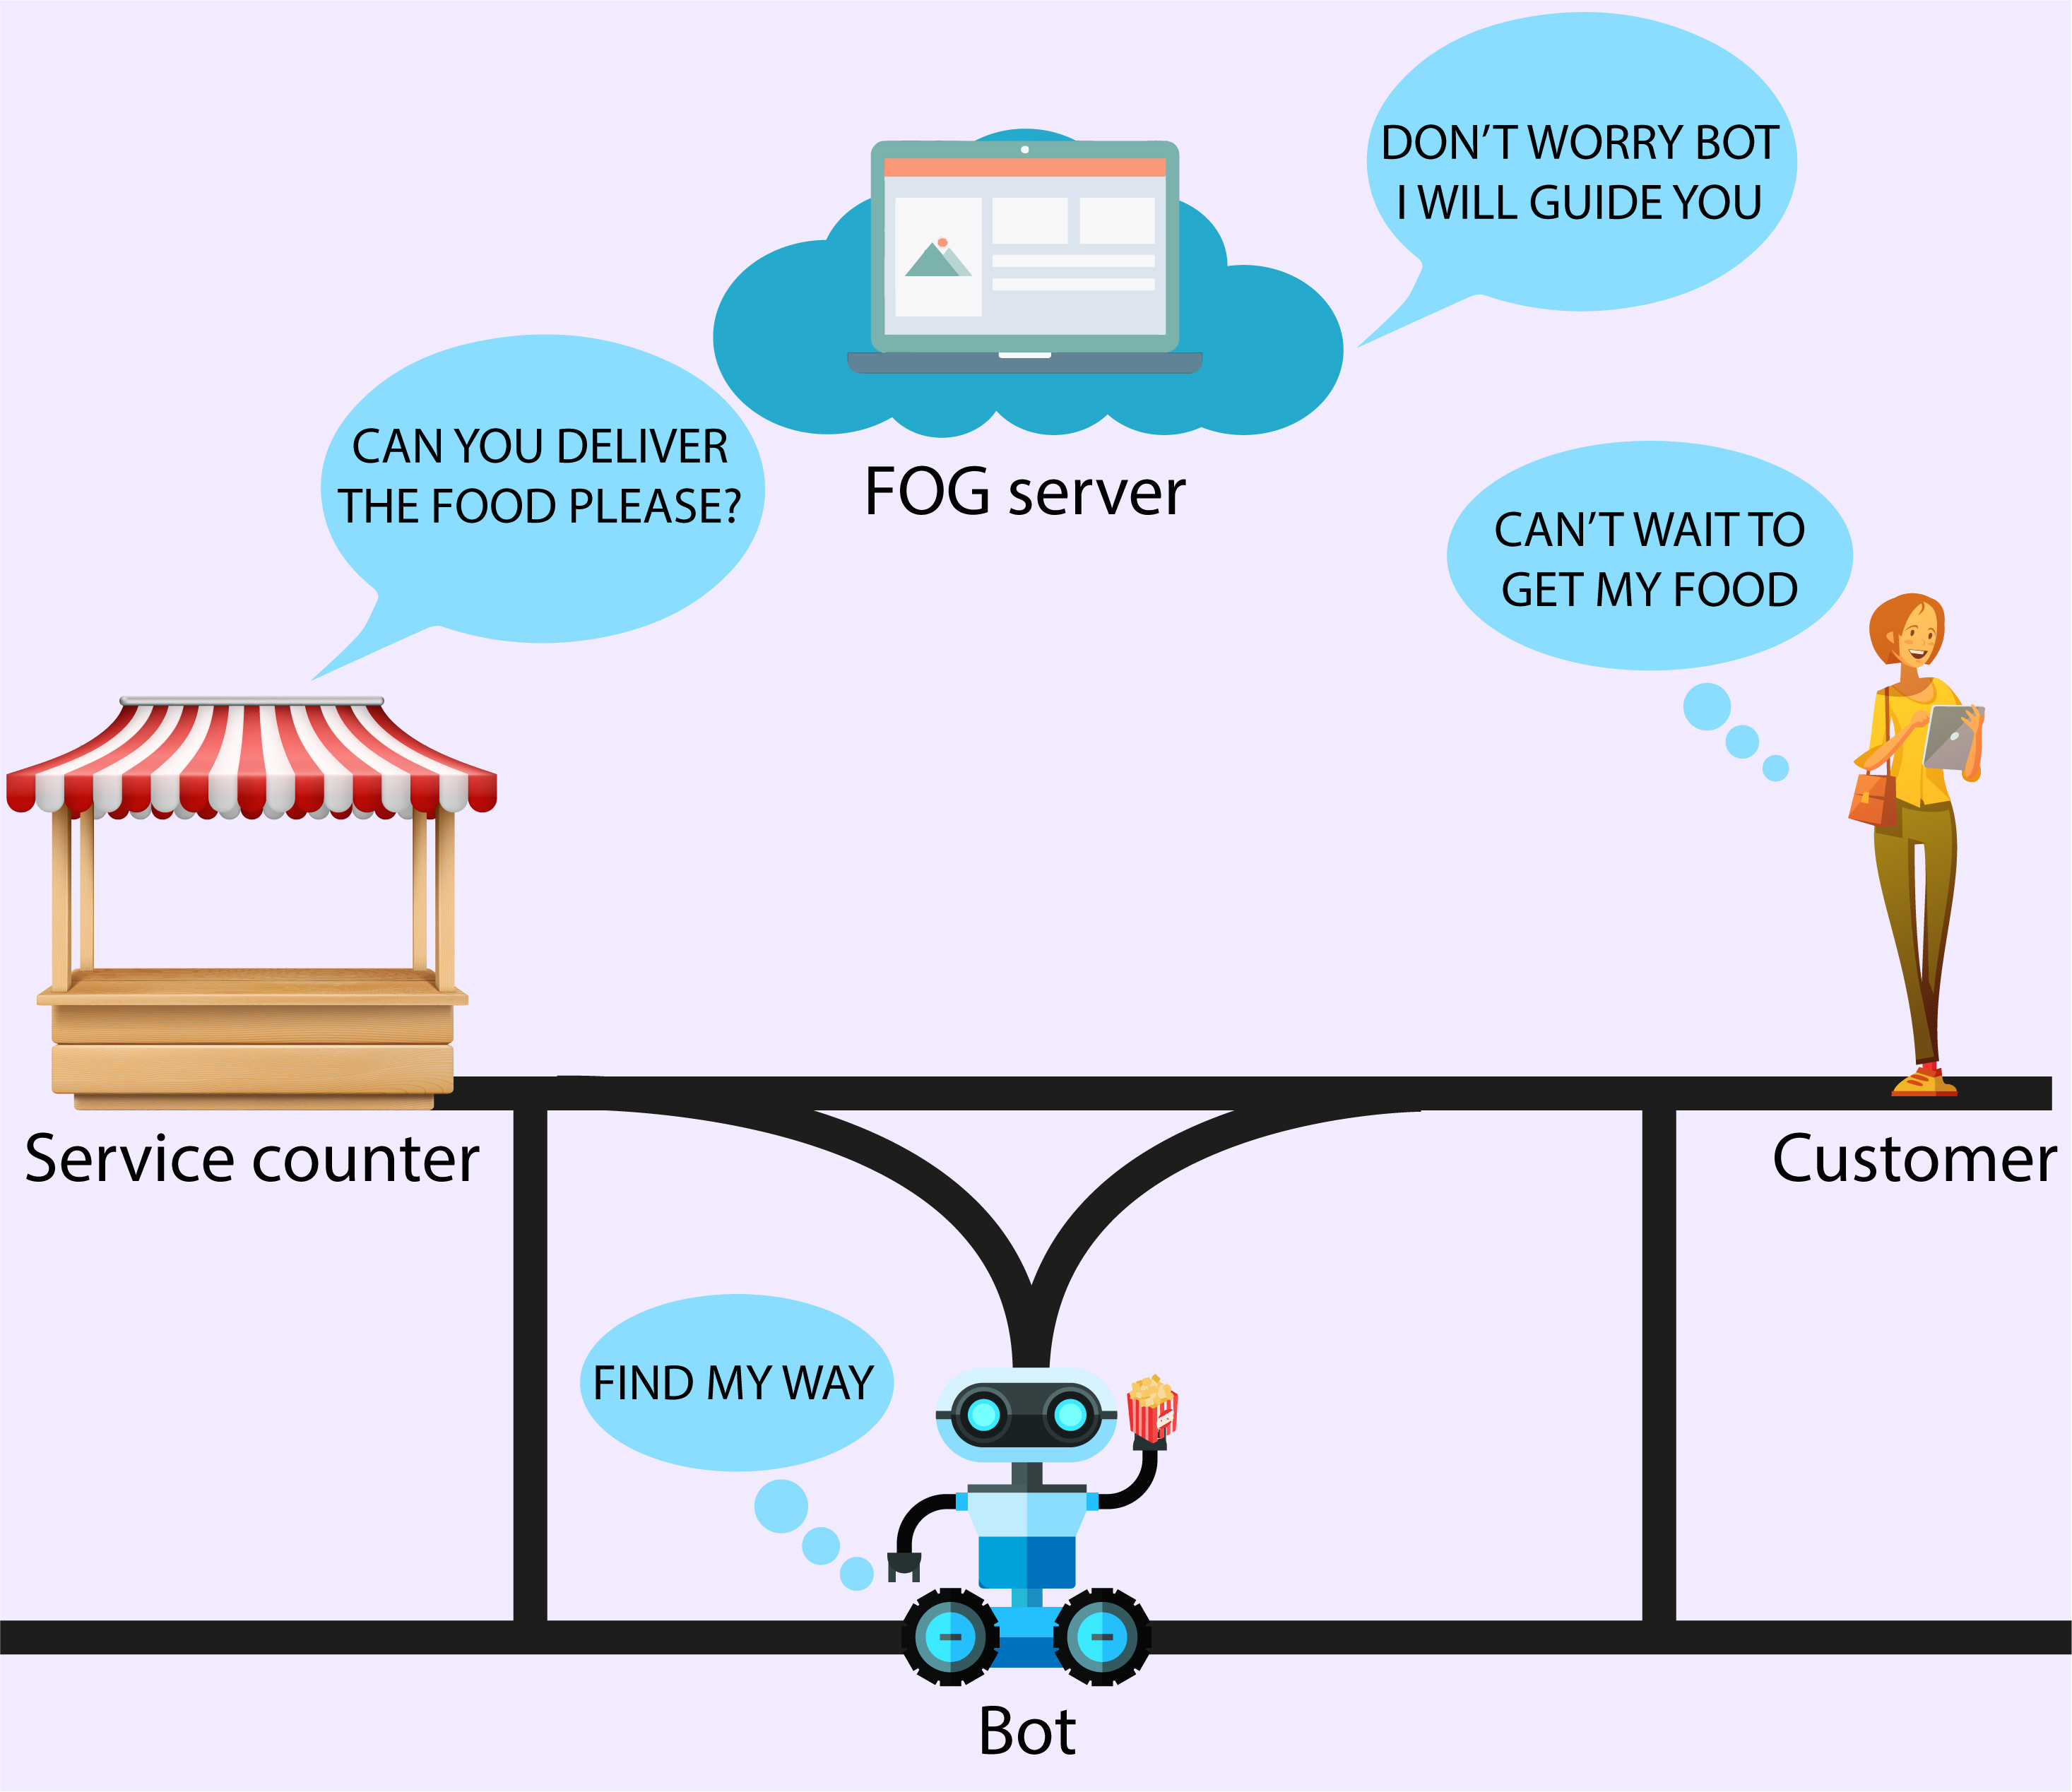 DON'T WORRY BOT
I WILL GUIDE YOU
CAN YOU DELIVER
THE FOOD PLEASE?
FOG server
CAN'T WAIT TO
GET MY FOOD
Service counter
Customer
FIND MY WAY
Bot